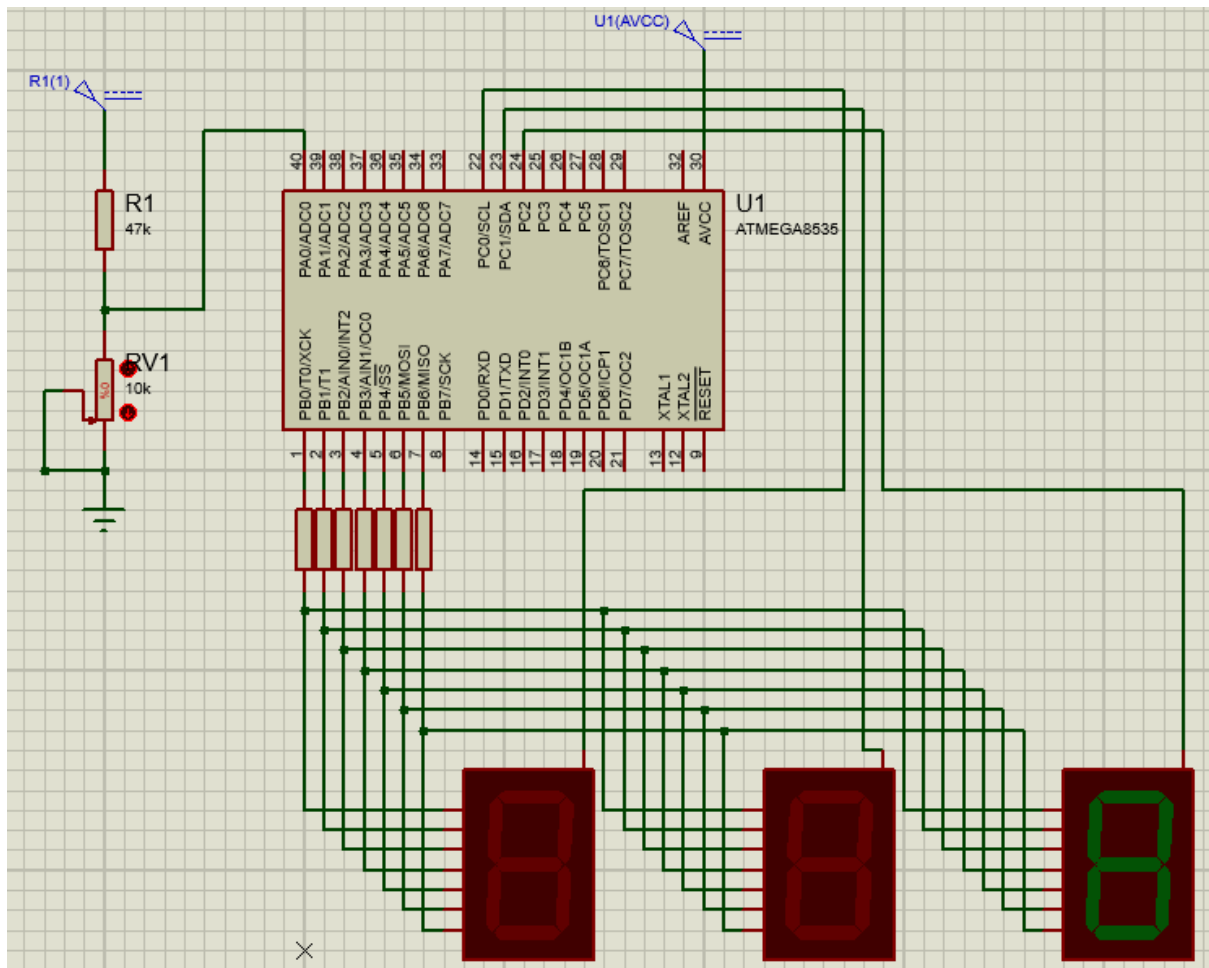 U1(AVCC)
R1(1)
40
39
38
37
36
35
34
33
22
23
24
25
26
27
28
29
32
30
R1
47k
PA0/ADC0
PA1/ADC1
PA2/ADC2
PA3/ADC3
PA4/ADC4
PA5/ADC5
PA6/ADC6
PA7/ADC7
PC0/SCL
PC1/SDA
PC2
PC3
PC4
PC5
PC6/TOSC1
PC7/TOSC2
AREF
AVCC
U1
ATMEGA8535
RV1
10k
0%
PB0/T0/XCK
PB1/T1
PB2/AIN0/INT2
PB3/AIN1/OC0
PB4/SS
PB5/MOSI
PB6/MISO
PB7/SCK
PD0/RXD
PD1/TXD
PD2/INT0
PD3/INT1
PD4/OC1B
PD5/OC1A
PD6/ICP1
PD7/OC2
XTAL1
XTAL2
RESET
1
2
3
4
5
6
7
8
14
15
16
17
18
19
20
21
13
12
9